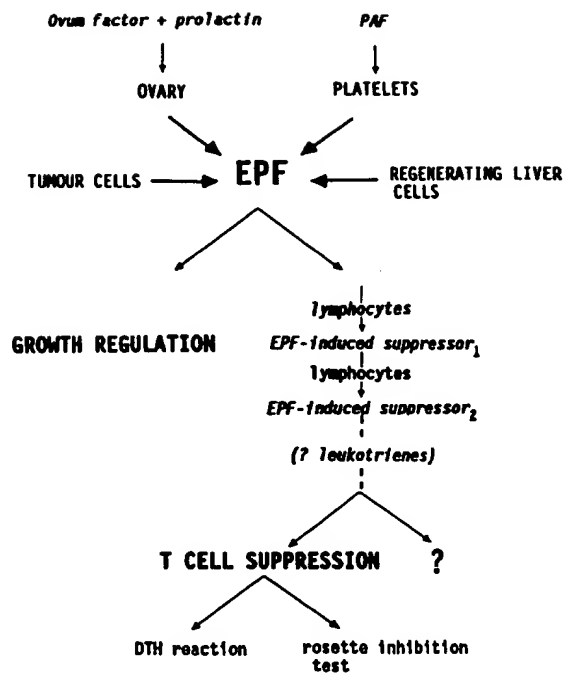 Ovum factor + prolactin
PAF
OVARY
PLATELETS
TUMOUR CELLS
EPF
REGENERATING LIVER
CELLS
GROWTH REGULATION
lymphocytes
EPF-induced suppressor1
lymphocytes
EPF-induced suppressor2
(? leukotrienes)
T CELL SUPPRESSION
?
DTH reaction
rosette inhibition
test